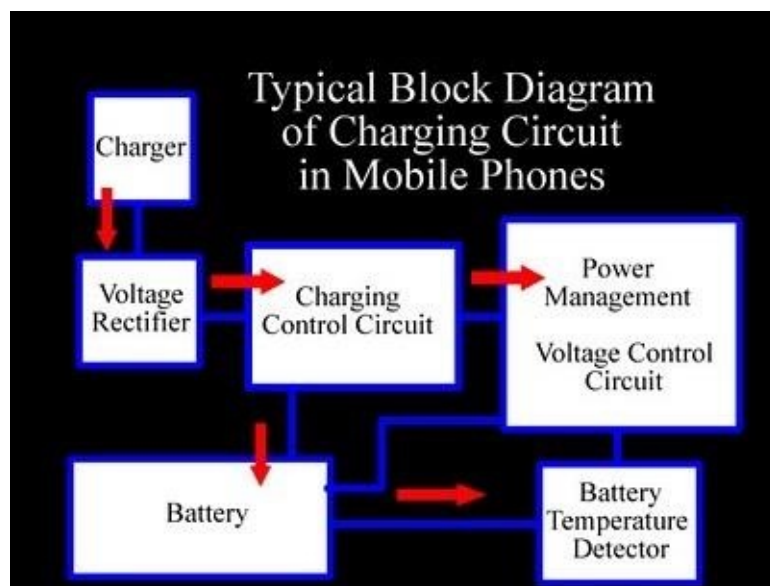 Typical Block Diagram
of Charging Circuit
in Mobile Phones
Charger
Voltage
Rectifier
Charging
Control Circuit
Power
Management
Voltage Control
Circuit
Battery
Battery
Temperature
Detector